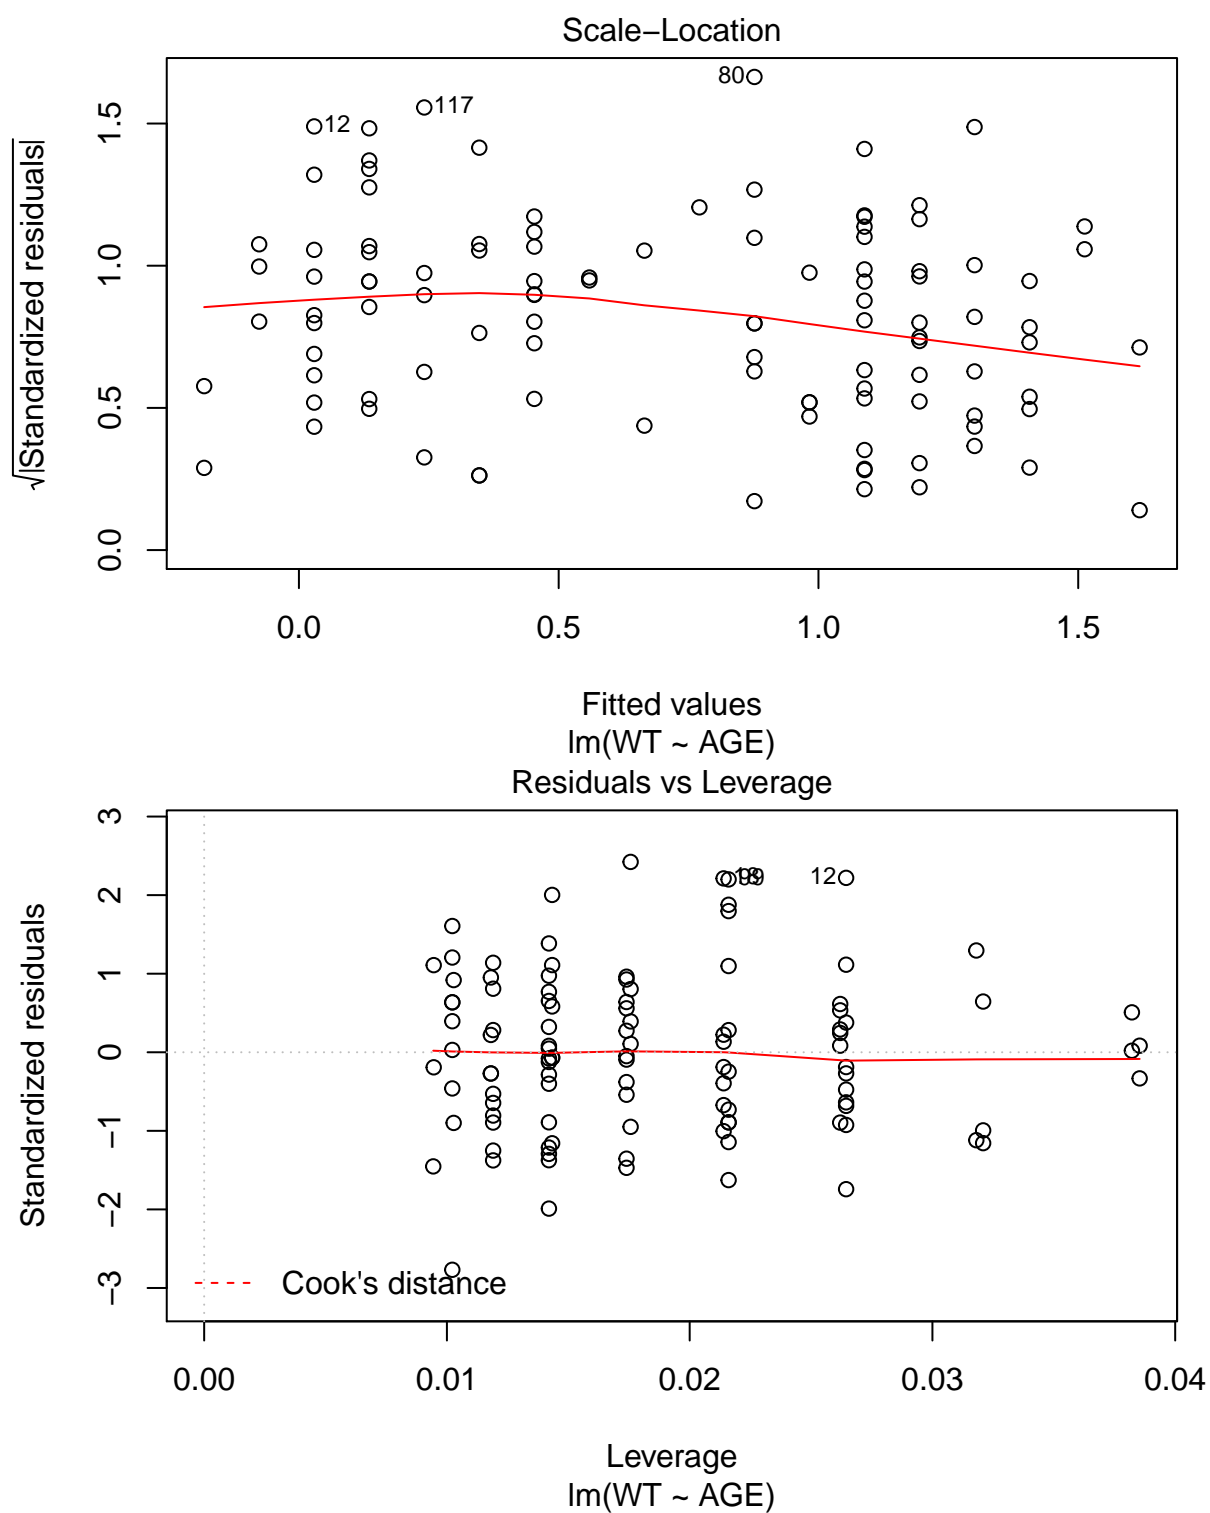 Scale−Location
√|Standardized residuals|
1.5
1.0
0.5
0.0
80
117
12
0.0 0.5 1.0 1.5
Fitted values
lm(WT ~ AGE)
Residuals vs Leverage
Standardized residuals
3
2
1
0
−1
−2
−3
12
Cook's distance
0.00 0.01 0.02 0.03 0.04
Leverage
lm(WT ~ AGE)